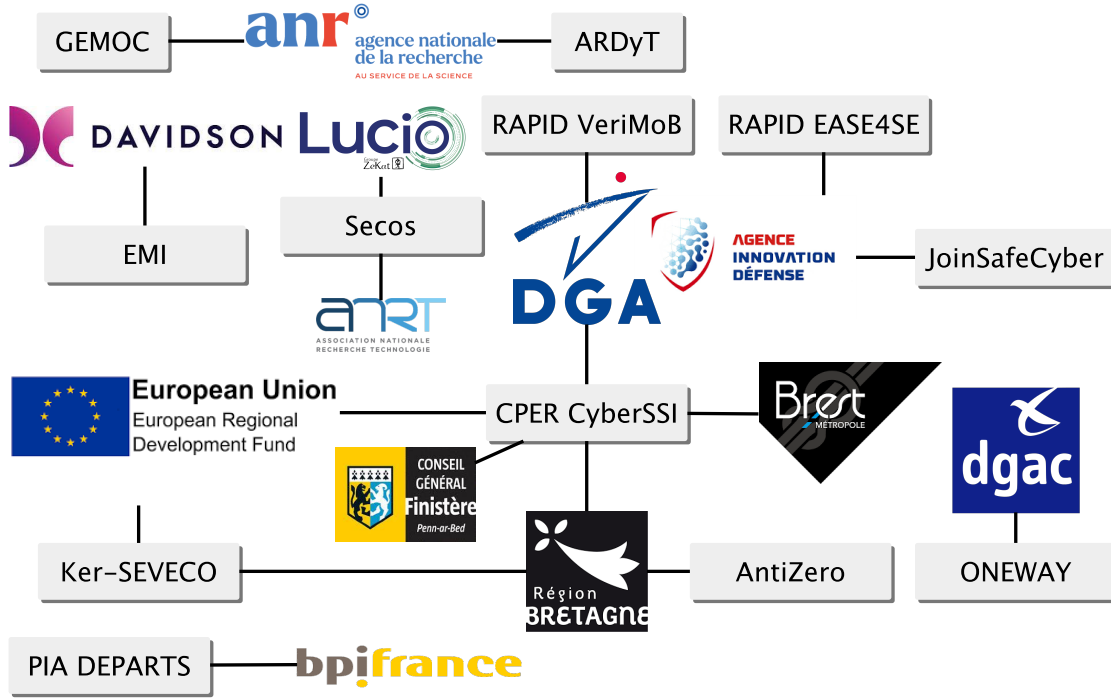 GEMOC
anr
agence nationale
de la recherche
AU SERVICE DE LA SCIENCE
ARDyT
DAVIDSON
Lucio
Groupe
ZeKat
RAPID VeriMoB
RAPID EASE4SE
EMI
Secos
DGA
AGENCE
INNOVATION
DÉFENSE
JoinSafeCyber
ANRT
ASSOCIATION NATIONALE
RECHERCHE TECHNOLOGIE
European Union
European Regional
Development Fund
CPER CyberSSI
Brest
MÉTROPOLE
dgac
CONSEIL
GÉNÉRAL
Finistère
Penn-ar-Bed
Ker-SEVECO
Région
BRETAGNE
AntiZero
ONEWAY
PIA DEPARTS
bpifrance